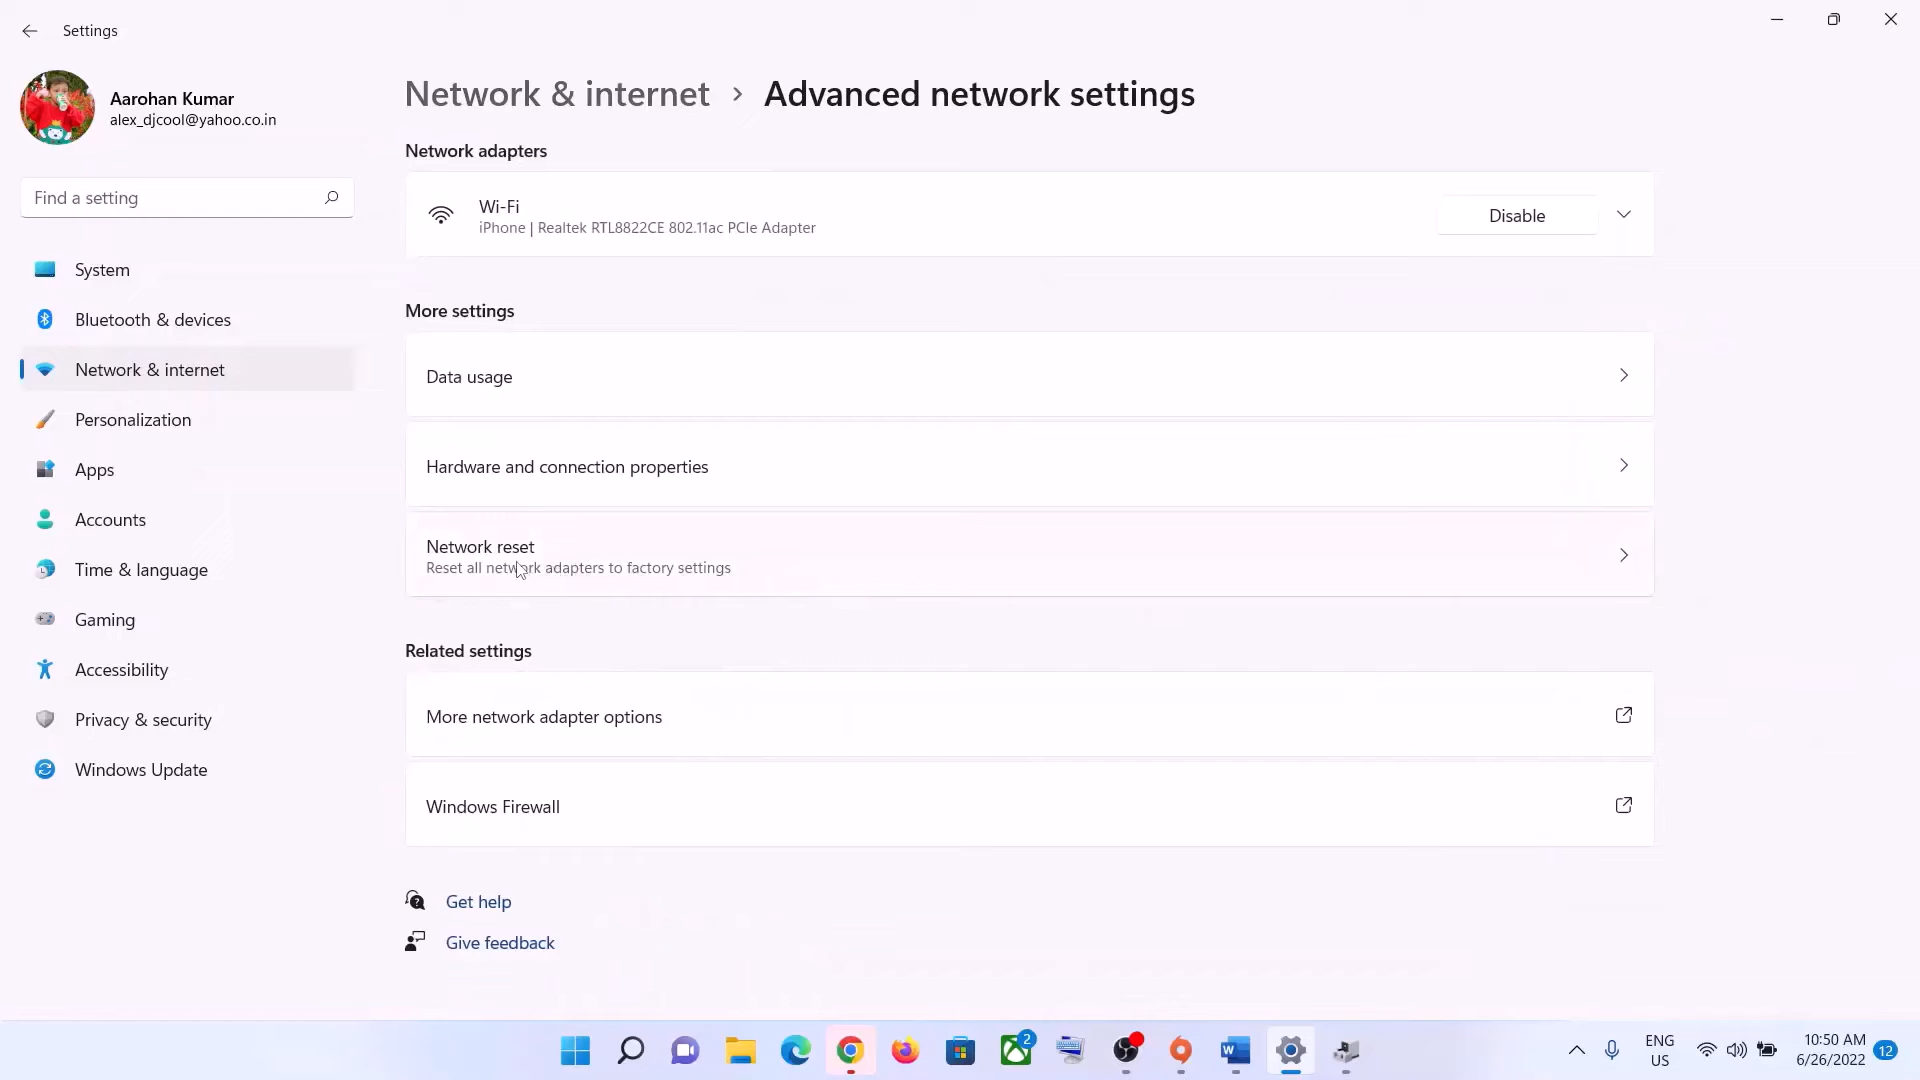 Settings
Aarohan Kumar
alex_djcool@yahoo.co.in
Find a setting
System
Bluetooth & devices
Network & internet
Personalization
Apps
Accounts
Time & language
Gaming
Accessibility
Privacy & security
Windows Update
Network & internet > Advanced network settings
Network adapters
Wi-Fi
iPhone | Realtek RTL8822CE 802.11ac PCIe Adapter
Disable
More settings
Data usage
Hardware and connection properties
Network reset
Reset all network adapters to factory settings
Related settings
More network adapter options
Windows Firewall
Get help
Give feedback
2
W
ENG
US
10:50 AM
6/26/2022
12